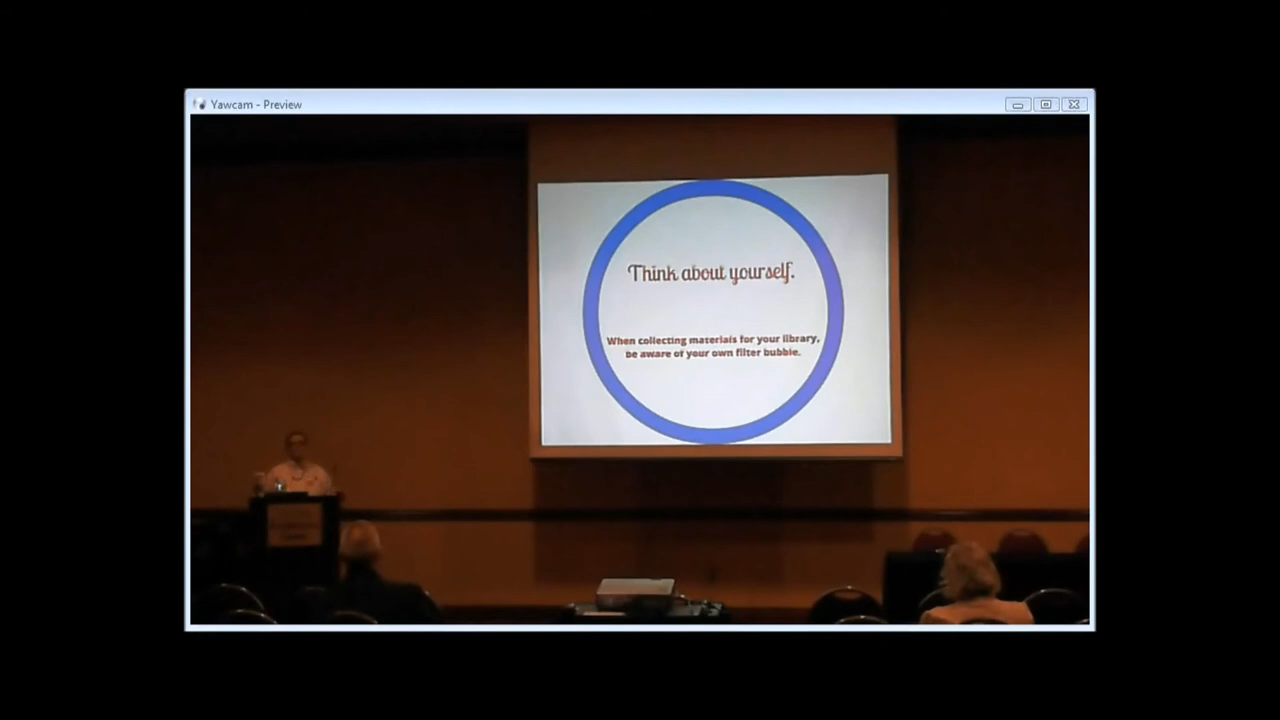 Yawcam - Preview
Think about yourself.
When collecting materials for your library,
be aware of your own filter bubble.